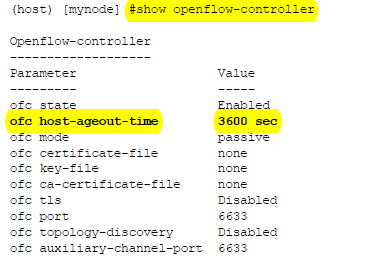 (host) [mynode] #show openflow-controller
Openflow-controller
-------------------
Parameter Value
--------- -----
ofc state Enabled
ofc host-ageout-time 3600 sec
ofc mode passive
ofc certificate-file none
ofc key-file none
ofc ca-certificate-file none
ofc tls Disabled
ofc port 6633
ofc topology-discovery Disabled
ofc auxiliary-channel-port 6633